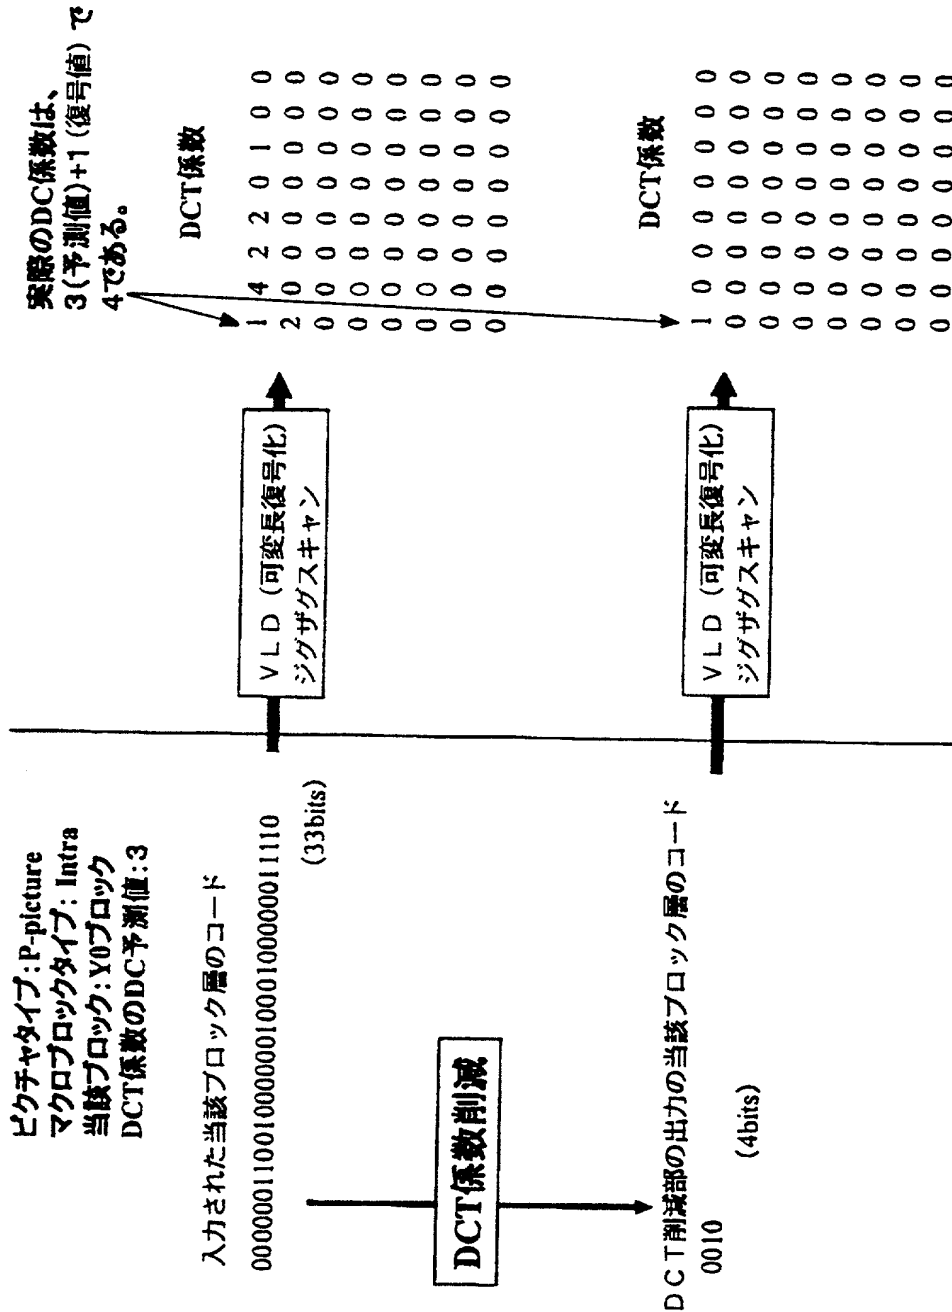 ピクチャタイプ:P-picture
マクロブロックタイプ:Intra
当該ブロック:Y0ブロック
DCT係数のDC予測値:3
入力された当該ブロック層のコード
(33bits)
DCT係数削減
DCT削減部の出力の当該ブロック層のコード
0010
(4bits)
VLD (可変長復号化)
ジグザグスキャン
VLD (可変長復号化)
ジグザグスキャン
実際のDC係数は、
3(予測値)+1(復号値)で
4である。
DCT係数
1 4 2 2 0 1 0 0
2 0 0 0 0 0 0 0
0 0 0 0 0 0 0 0
0 0 0 0 0 0 0 0
0 0 0 0 0 0 0 0
0 0 0 0 0 0 0 0
0 0 0 0 0 0 0 0
0 0 0 0 0 0 0 0
DCT係数
1 0 0 0 0 0 0 0
0 0 0 0 0 0 0 0
0 0 0 0 0 0 0 0
0 0 0 0 0 0 0 0
0 0 0 0 0 0 0 0
0 0 0 0 0 0 0 0
0 0 0 0 0 0 0 0
0 0 0 0 0 0 0 0